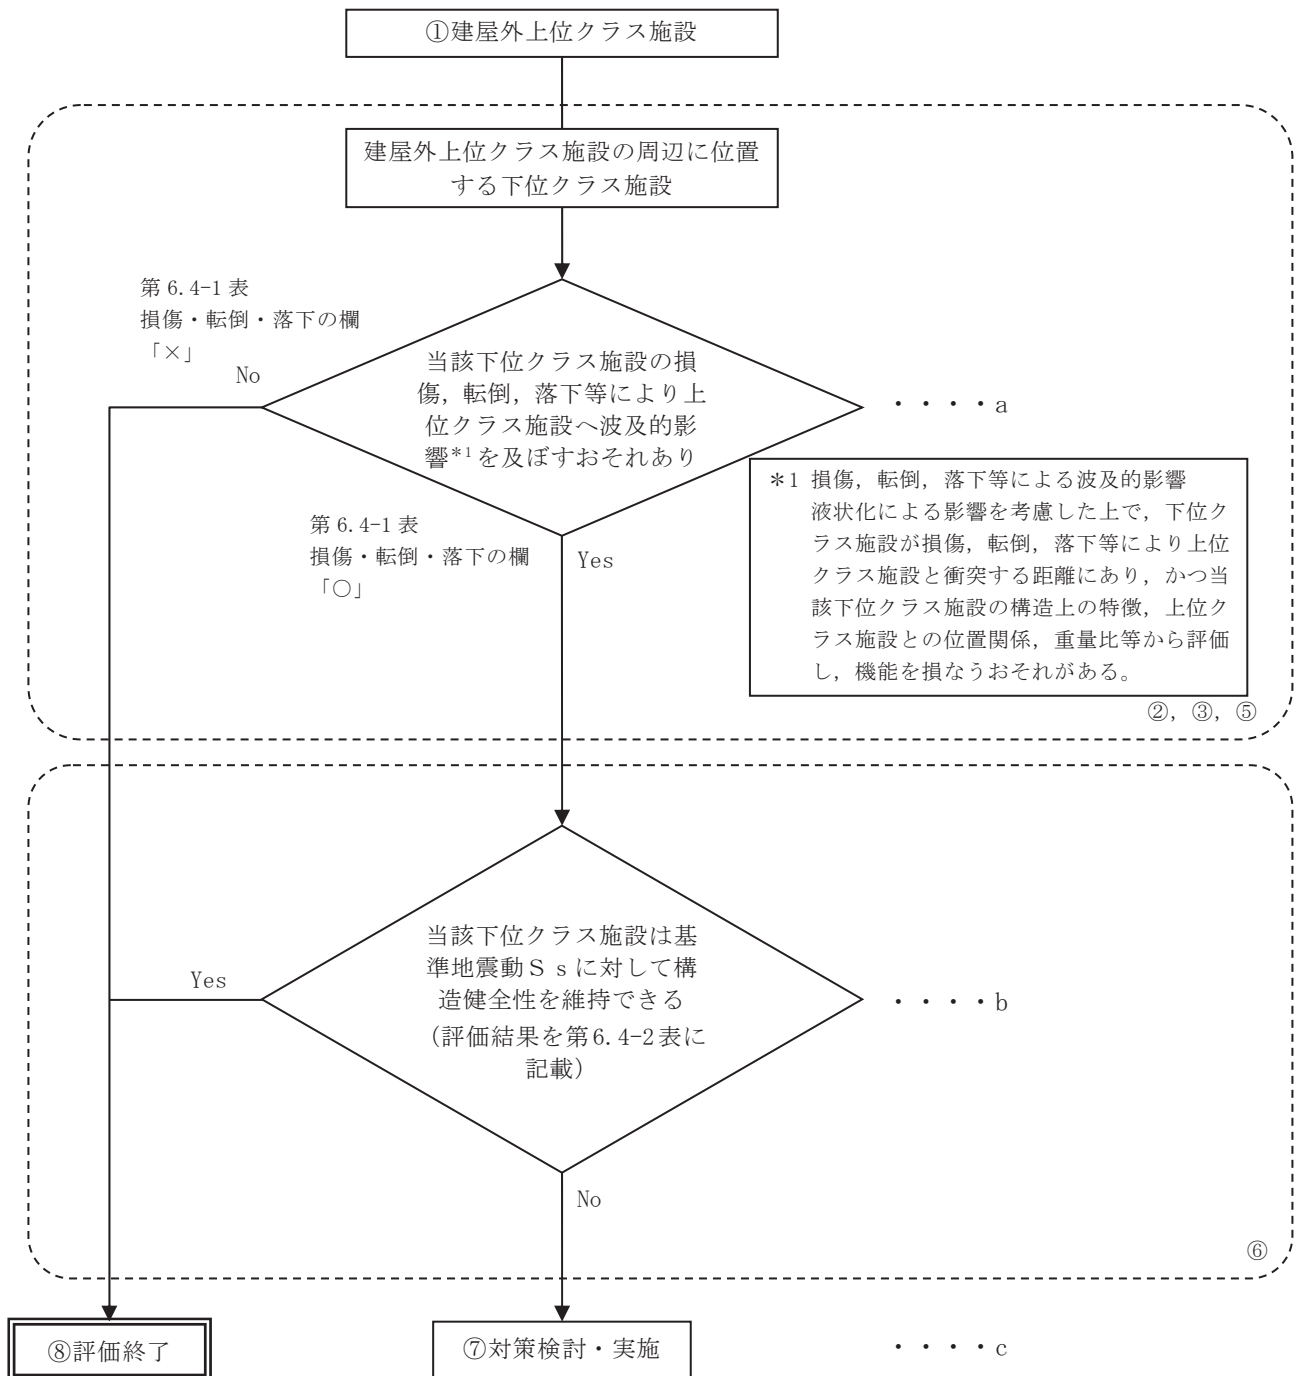 ①建屋外上位クラス施設
建屋外上位クラス施設の周辺に位置
する下位クラス施設
第 6.4-1 表
損傷・転倒・落下の欄
「×」
No
当該下位クラス施設の損
傷，転倒，落下等により上
位クラス施設へ波及的影
響*1を及ぼすおそれあり
・・・・a
＊1 損傷，転倒，落下等による波及的影響
液状化による影響を考慮した上で，下位ク
ラス施設が損傷，転倒，落下等により上位
クラス施設と衝突する距離にあり，かつ当
該下位クラス施設の構造上の特徴，上位ク
ラス施設との位置関係，重量比等から評価
し，機能を損なうおそれがある。
第 6.4-1 表
損傷・転倒・落下の欄
「○」
Yes
②，③，⑤
当該下位クラス施設は基
準地震動Ｓｓに対して構
造健全性を維持できる
（評価結果を第6.4-2表に
記載）
Yes
・・・・b
No
⑥
⑧評価終了
⑦対策検討・実施
・・・・c